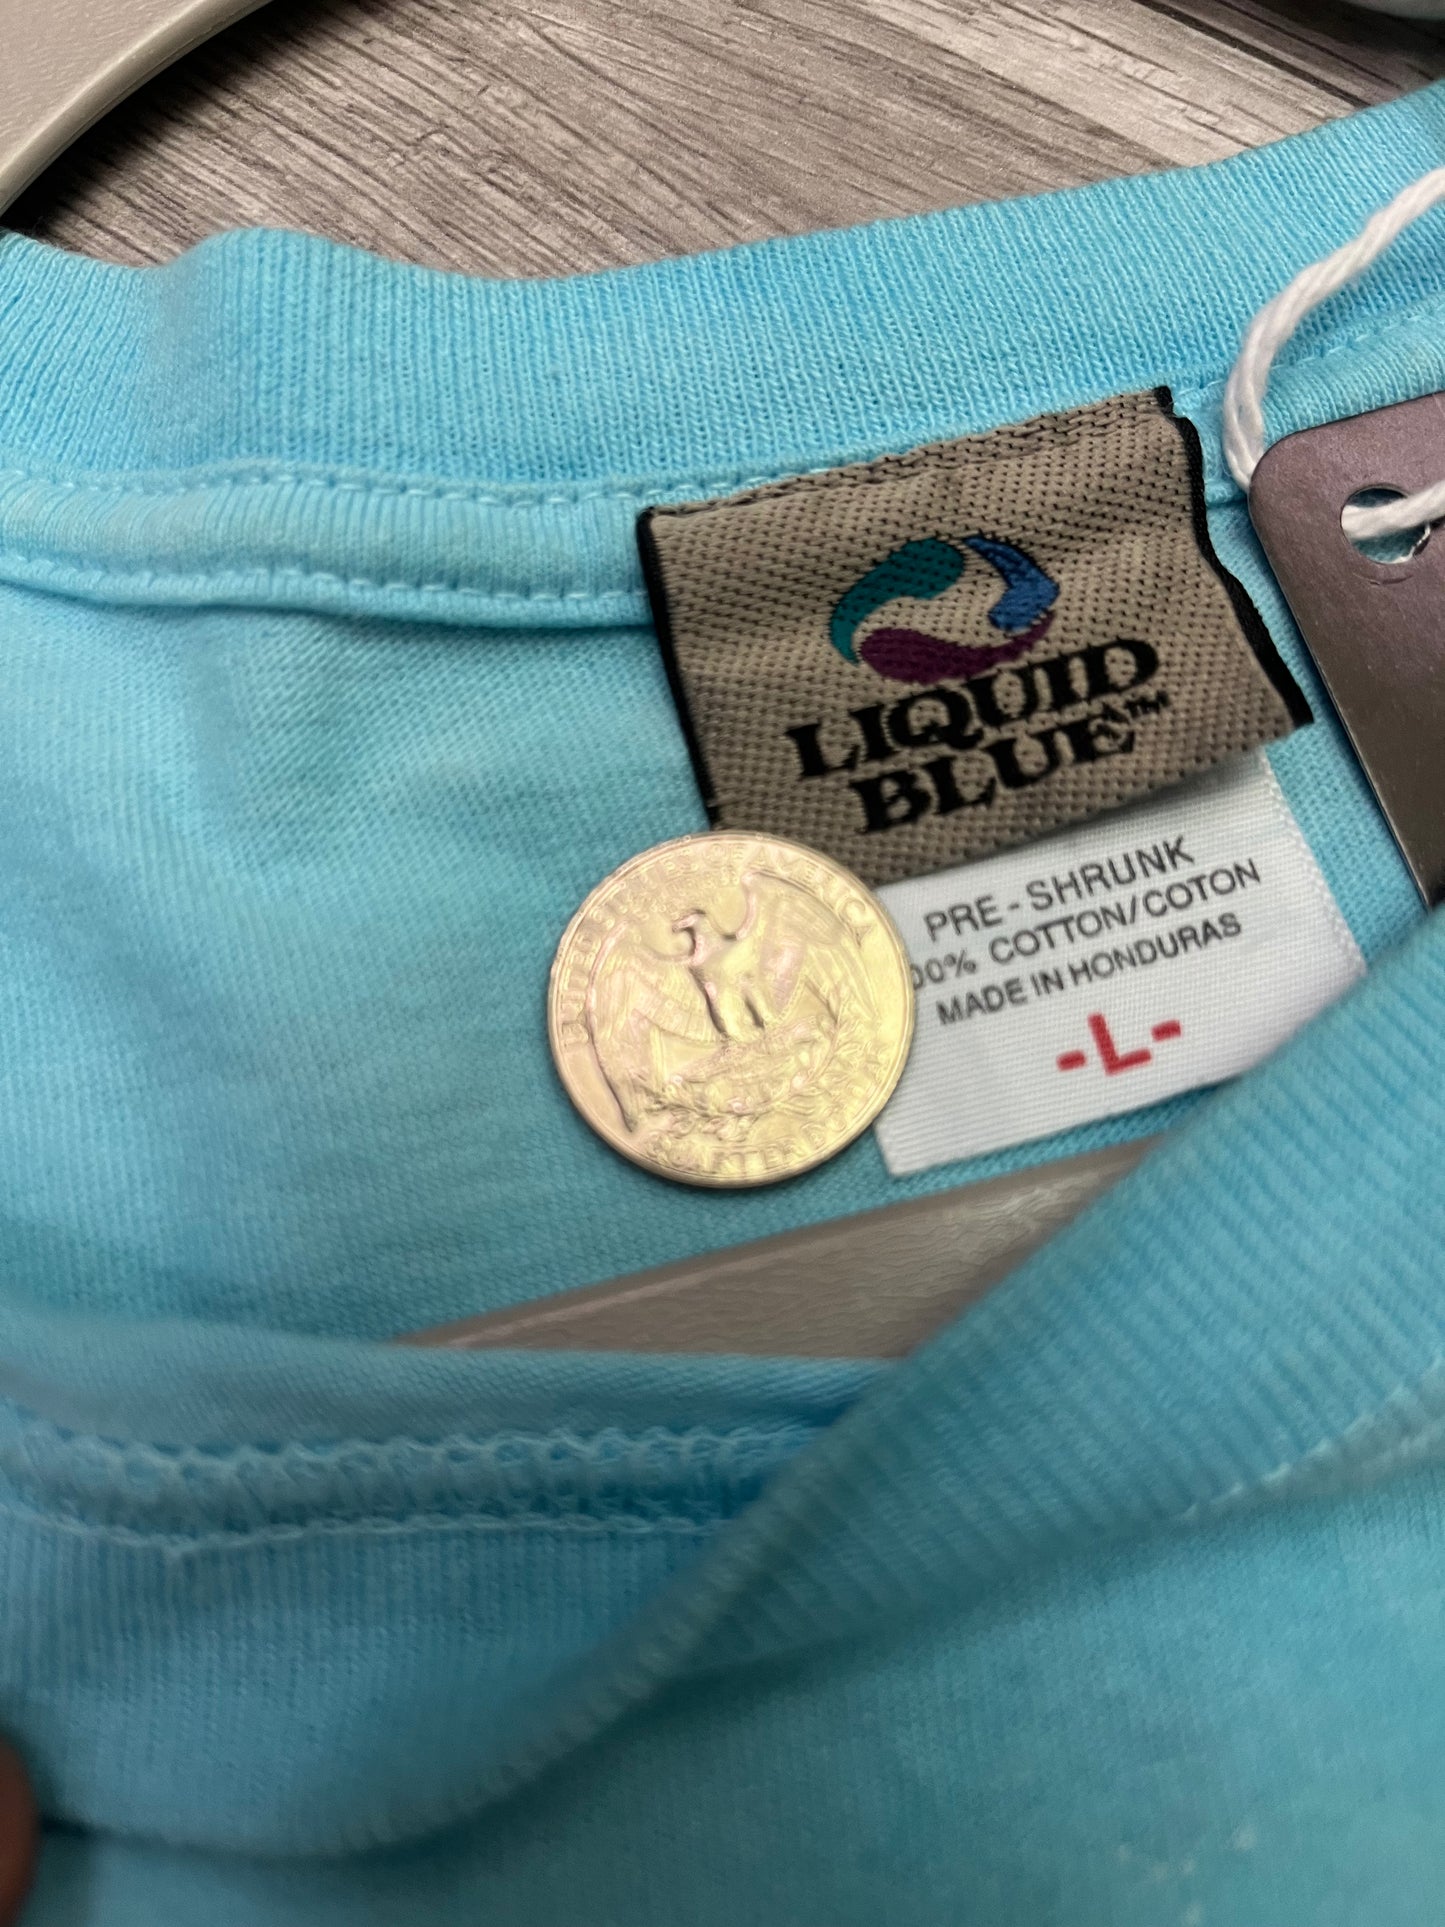 LIQUID
BLUE™
PRE-SHRUNK
00% COTTON/COTON
MADE IN HONDURAS
-L-
UNITED STATES OF AMERICA
QUARTER DOLLAR